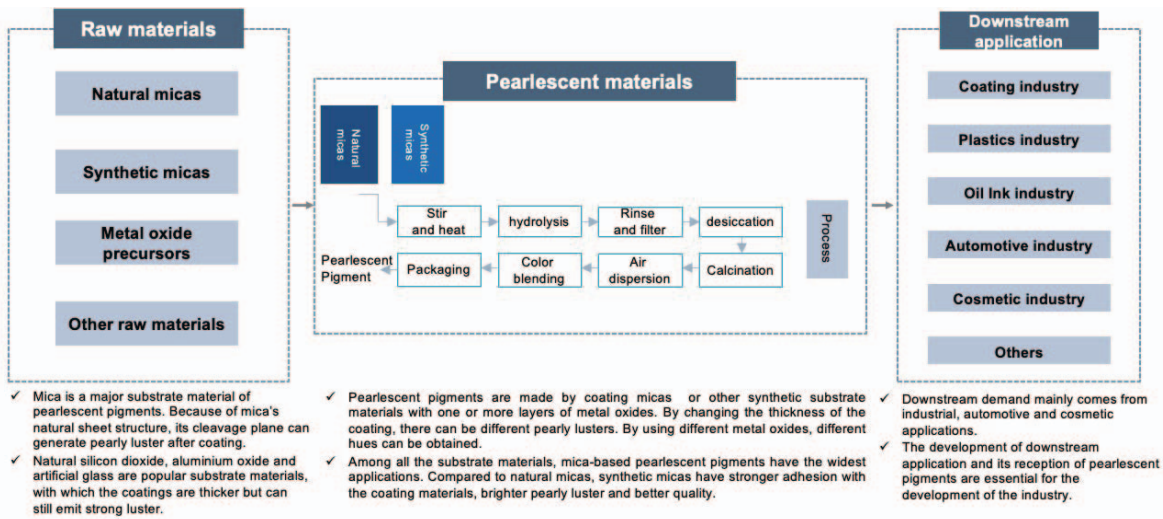 Raw materials
Natural micas
Synthetic micas
Metal oxide
precursors
Other raw materials
✓ Mica is a major substrate material of
pearlescent pigments. Because of mica's
natural sheet structure, its cleavage plane can
generate pearly luster after coating.
✓ Natural silicon dioxide, aluminium oxide and
artificial glass are popular substrate materials,
with which the coatings are thicker but can
still emit strong luster.
Pearlescent materials
Natural
micas
Synthetic
micas
Stir
and heat
hydrolysis
Rinse
and filter
desiccation
Calcination
Air
dispersion
Color
blending
Packaging
Pearlescent
Pigment
Process
✓ Pearlescent pigments are made by coating micas or other synthetic substrate
materials with one or more layers of metal oxides. By changing the thickness of the
coating, there can be different pearly lusters. By using different metal oxides, different
hues can be obtained.
✓ Among all the substrate materials, mica-based pearlescent pigments have the widest
applications. Compared to natural micas, synthetic micas have stronger adhesion with
the coating materials, brighter pearly luster and better quality.
Downstream
application
Coating industry
Plastics industry
Oil Ink industry
Automotive industry
Cosmetic industry
Others
✓ Downstream demand mainly comes from
industrial, automotive and cosmetic
applications.
✓ The development of downstream
application and its reception of pearlescent
pigments are essential for the
development of the industry.